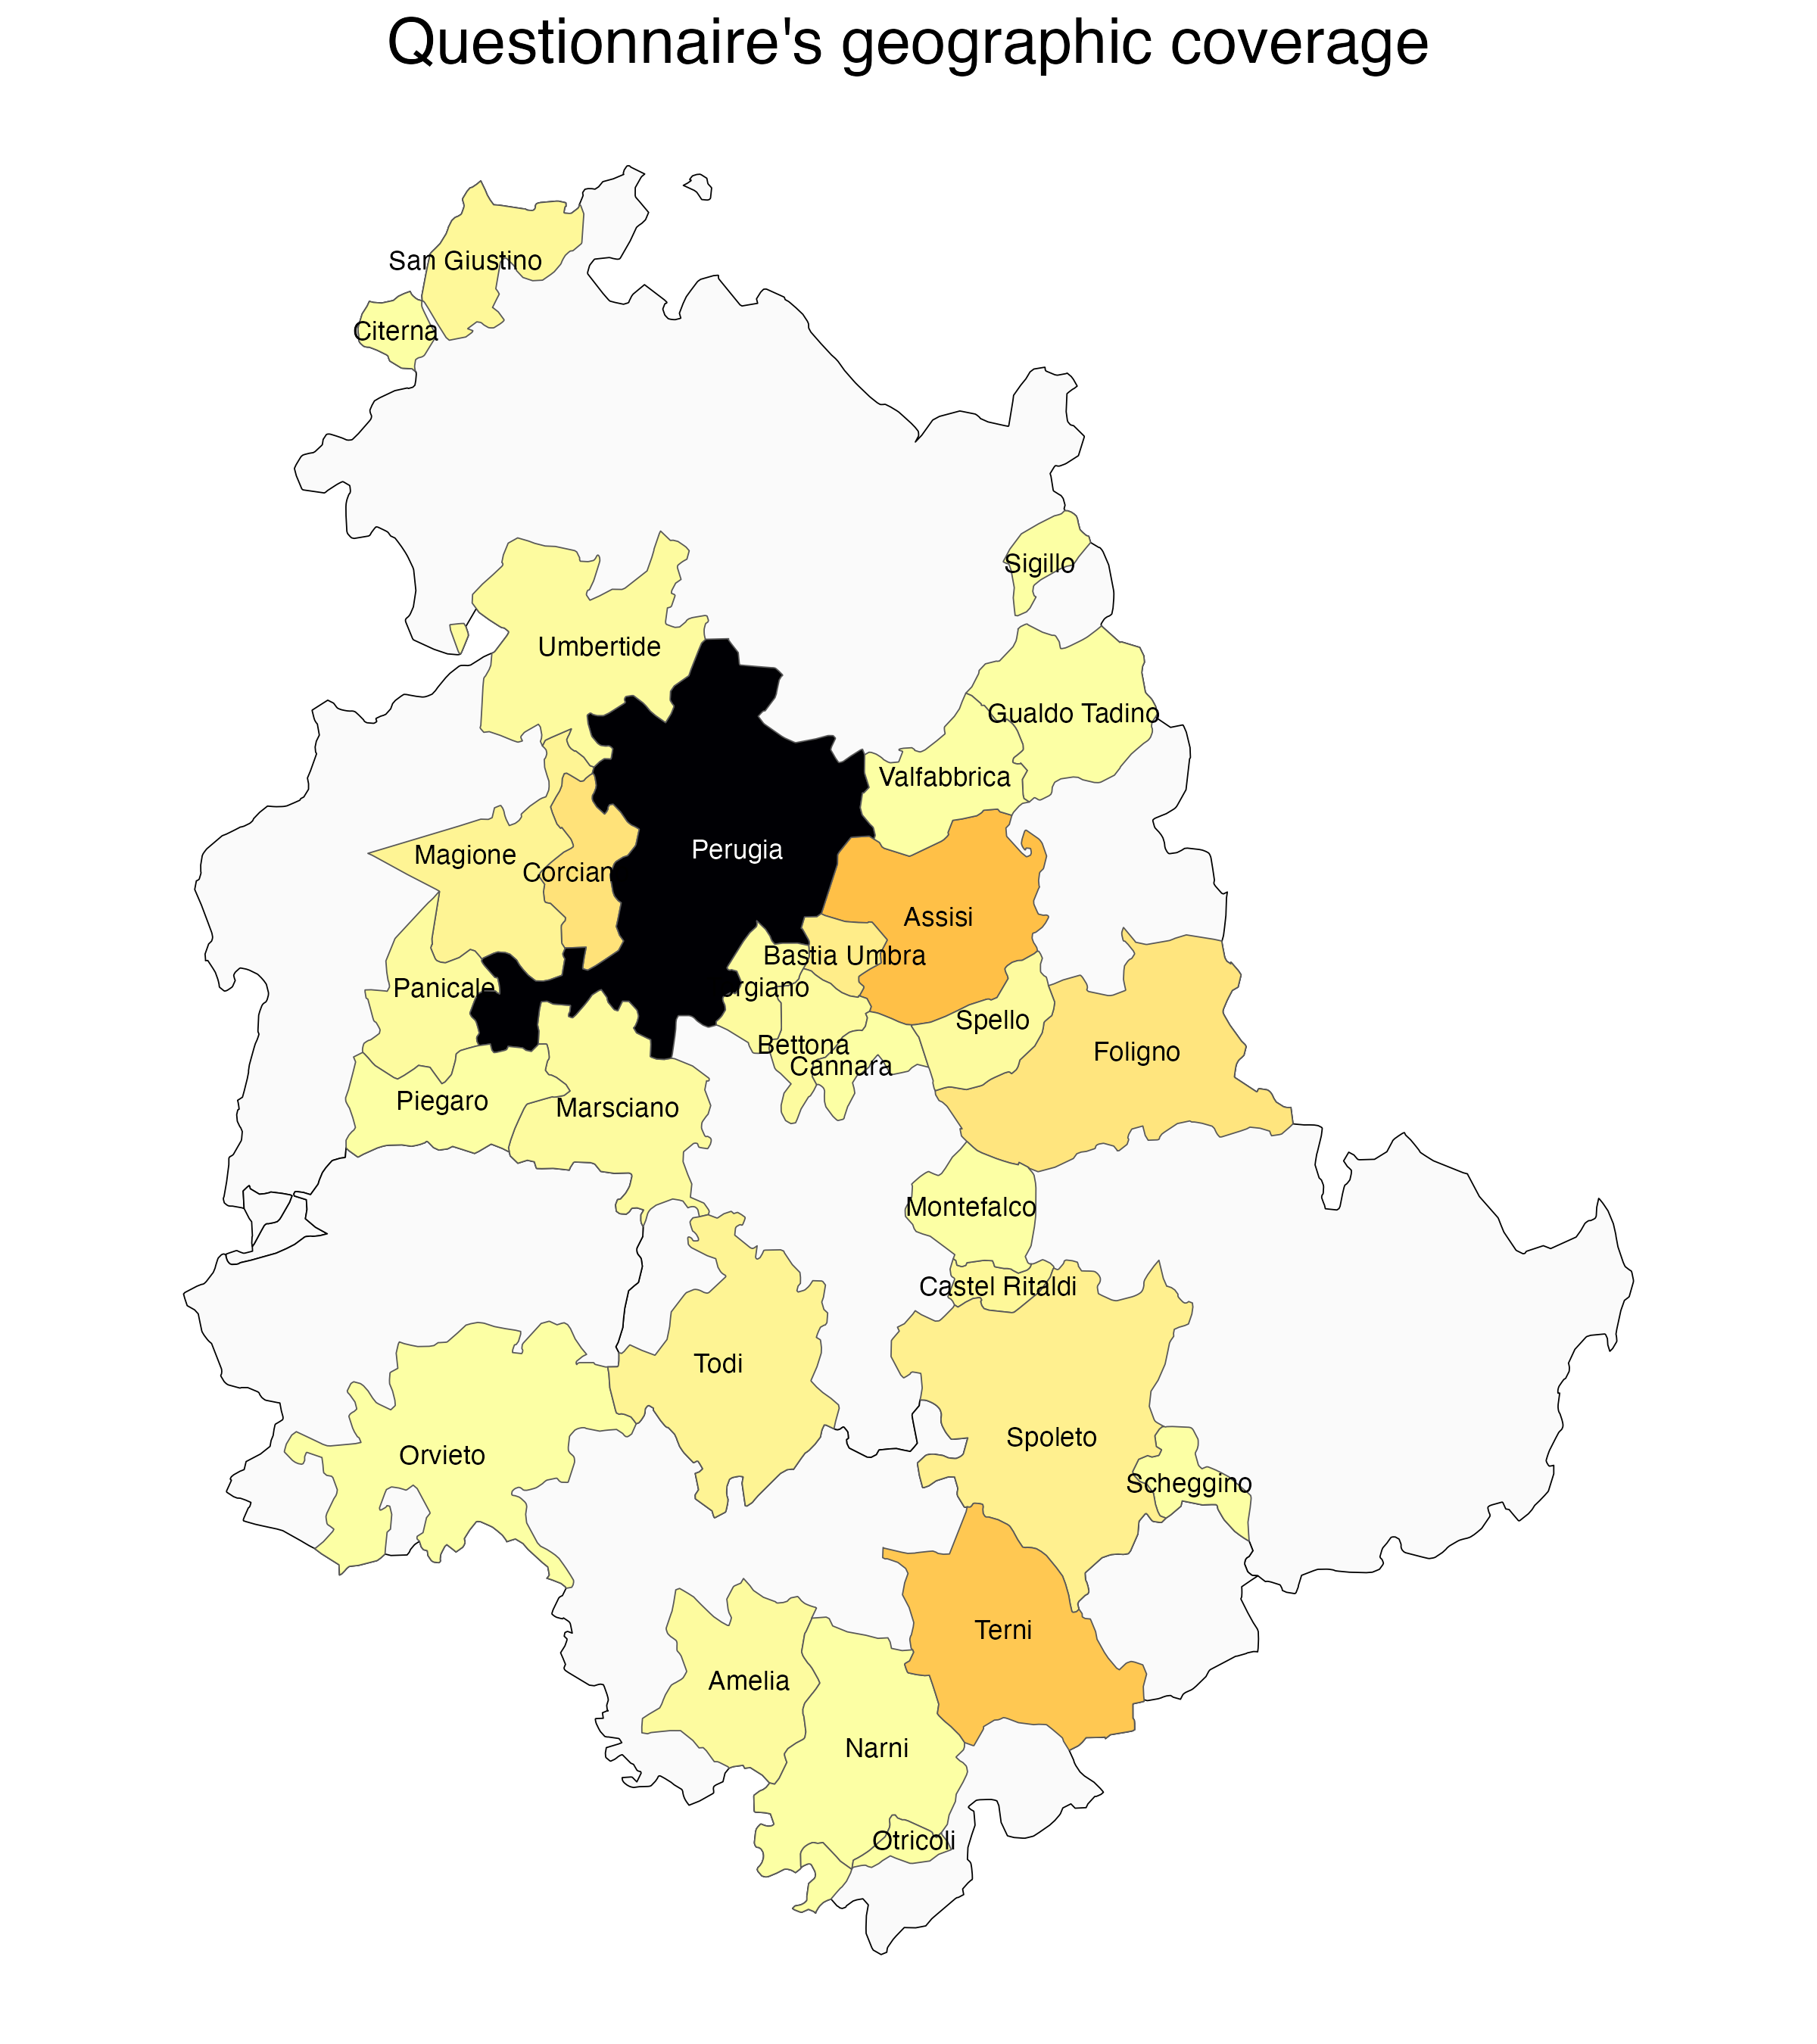 Questionnaire's geographic coverage
San Giustino
Citerna
Sigillo
Umbertide
Gualdo Tadino
Valfabbrica
Perugia
Magione
Corcian
Assisi
Bastia Umbra
Panicale
rgiano
Spello
Bettona
Foligno
Cannara
Piegaro
Marsciano
Montefalco
Castel Ritaldi
Todi
Spoleto
Orvieto
Scheggino
Terni
Amelia
Narni
Otricoli